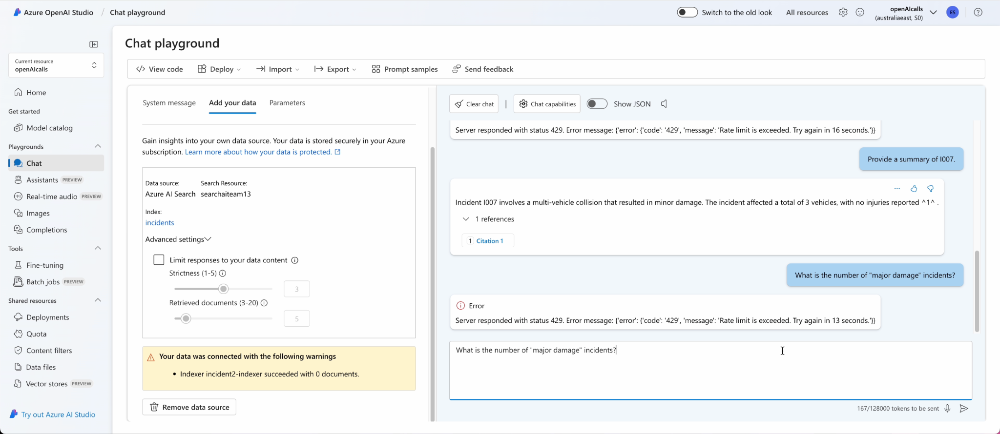 Azure OpenAI Studio / Chat playground
Switch to the old look
All resources
openAIcalls
(australiaeast, S0)
ES
Current resource
openAIcalls
Home
Get started
Model catalog
Playgrounds
Chat
Assistants PREVIEW
Real-time audio PREVIEW
Images
Completions
Tools
Fine-tuning
Batch jobs PREVIEW
Shared resources
Deployments
Quota
Content filters
Data files
Vector stores PREVIEW
Try out Azure AI Studio
Chat playground
View code
Deploy
Import
Export
Prompt samples
Send feedback
System message
Add your data
Parameters
Gain insights into your own data source. Your data is stored securely in your Azure
subscription. Learn more about how your data is protected.
Data source: Search Resource:
Azure AI Search searchaiteam13
Index:
incidents
Advanced settings
Limit responses to your data content
Strictness (1-5)
3
Retrieved documents (3-20)
5
Your data was connected with the following warnings
• Indexer incident2-indexer succeeded with 0 documents.
Remove data source
Clear chat | Chat capabilities
Show JSON
Server responded with status 429. Error message: {'error': {'code': '429', 'message': 'Rate limit is exceeded. Try again in 16 seconds.'}}
Provide a summary of I007.
Incident I007 involves a multi-vehicle collision that resulted in minor damage. The incident affected a total of 3 vehicles, with no injuries reported ^1^ .
1 references
1 Citation 1
What is the number of "major damage" incidents?
Error
Server responded with status 429. Error message: {'error': {'code': '429', 'message': 'Rate limit is exceeded. Try again in 13 seconds.'}}
What is the number of "major damage" incidents?
167/128000 tokens to be sent